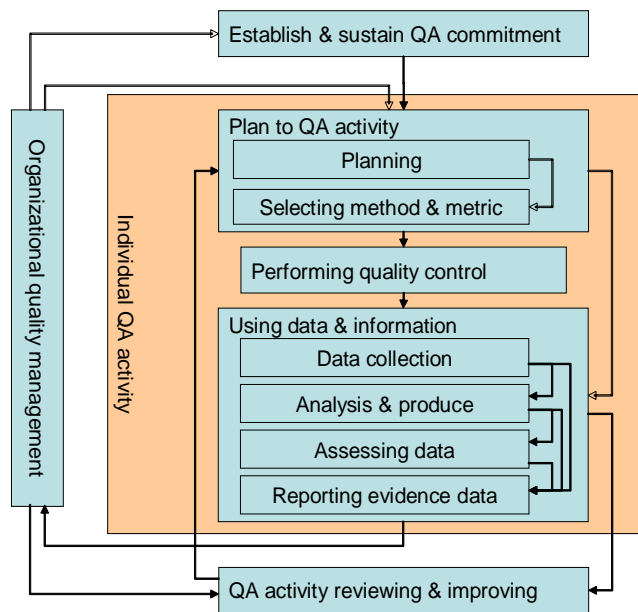 Establish & sustain QA commitment
Organizational quality management
Individual QA activity
Plan to QA activity
Planning
Selecting method & metric
Performing quality control
Using data & information
Data collection
Analysis & produce
Assessing data
Reporting evidence data
QA activity reviewing & improving